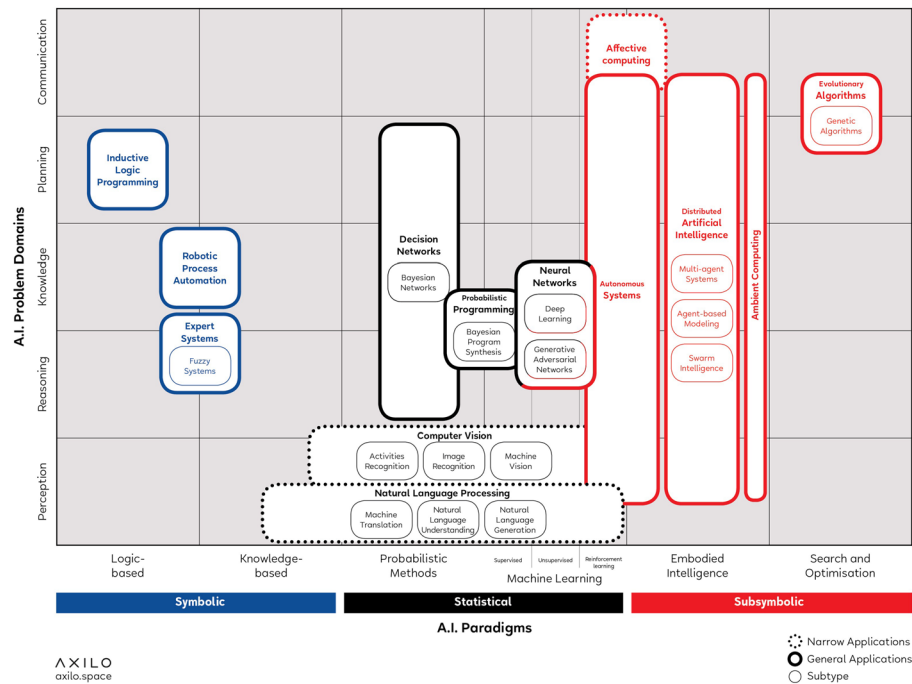 A.I. Problem Domains
Communication
Planning
Knowledge
Reasoning
Perception
Affective
computing
Evolutionary
Algorithms
Genetic
Algorithms
Inductive
Logic
Programming
Robotic
Process
Automation
Expert
Systems
Fuzzy
Systems
Decision
Networks
Bayesian
Networks
Probabilistic
Programming
Bayesian
Program
Synthesis
Neural
Networks
Deep
Learning
Generative
Adversarial
Networks
Autonomous
Systems
Distributed
Artificial
Intelligence
Multi-agent
Systems
Agent-based
Modeling
Swarm
Intelligence
Ambient Computing
Computer Vision
Activities
Recognition
Image
Recognition
Machine
Vision
Natural Language Processing
Machine
Translation
Natural
Language
Understanding
Natural
Language
Generation
Logic-
based
Knowledge-
based
Probabilistic
Methods
Supervised
Unsupervised
Reinforcement
learning
Machine Learning
Embodied
Intelligence
Search and
Optimisation
Symbolic
Statistical
Subsymbolic
A.I. Paradigms
Narrow Applications
General Applications
Subtype
AXILO
axilo.space